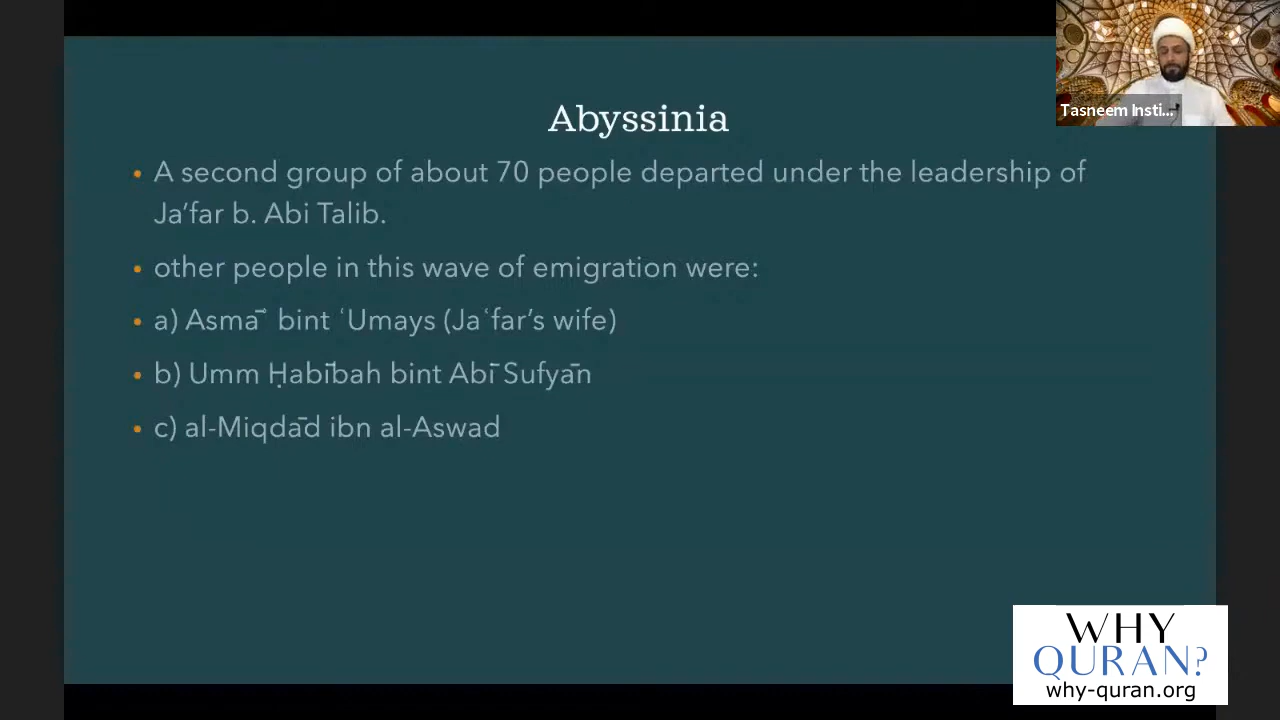 Abyssinia
• A second group of about 70 people departed under the leadership of
Ja’far b. Abi Talib.
• other people in this wave of emigration were:
• a) Asmāʾ bint ʿUmays (Jaʿfar’s wife)
• b) Umm Ḥabībah bint Abī Sufyān
• c) al-Miqdād ibn al-Aswad
Tasneem Insti...
WHY
QURAN?
why-quran.org